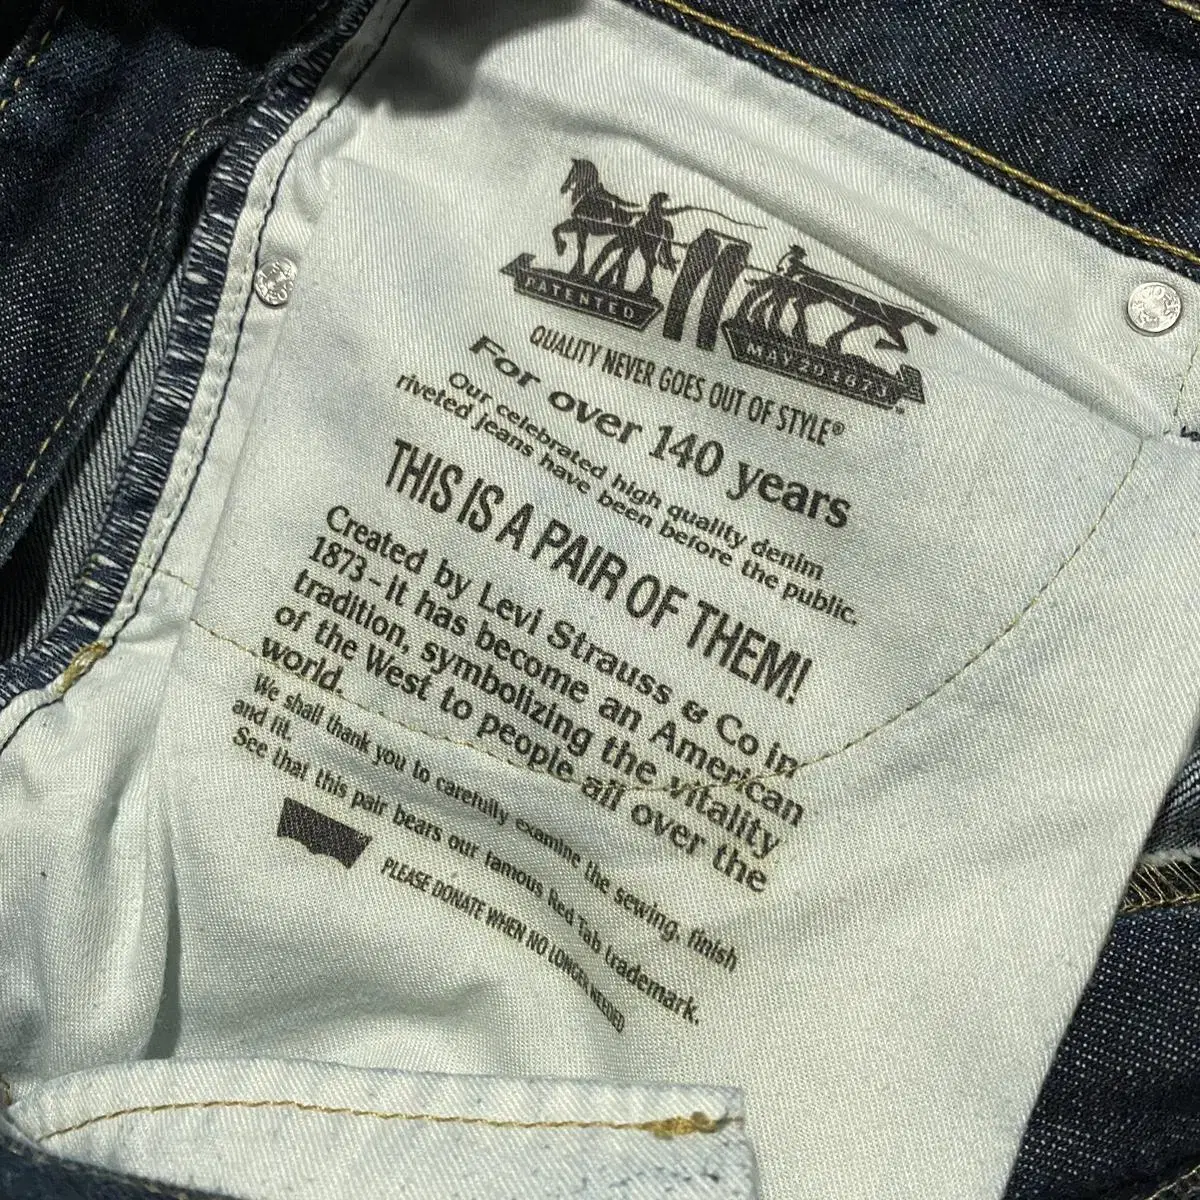 PATENTED
MAY 20 1873 ™
QUALITY NEVER GOES OUT OF STYLE®
For over 140 years
Our celebrated high quality denim
riveted jeans have been before the public.
THIS IS A PAIR OF THEM!
Created by Levi Strauss & Co in
1873 – it has become an American
tradition, symbolizing the vitality
of the West to people all over the
world.
We shall thank you to carefully examine the sewing, finish
and fit.
See that this pair bears our famous Red Tab trademark.
PLEASE DONATE WHEN NO LONGER NEEDED